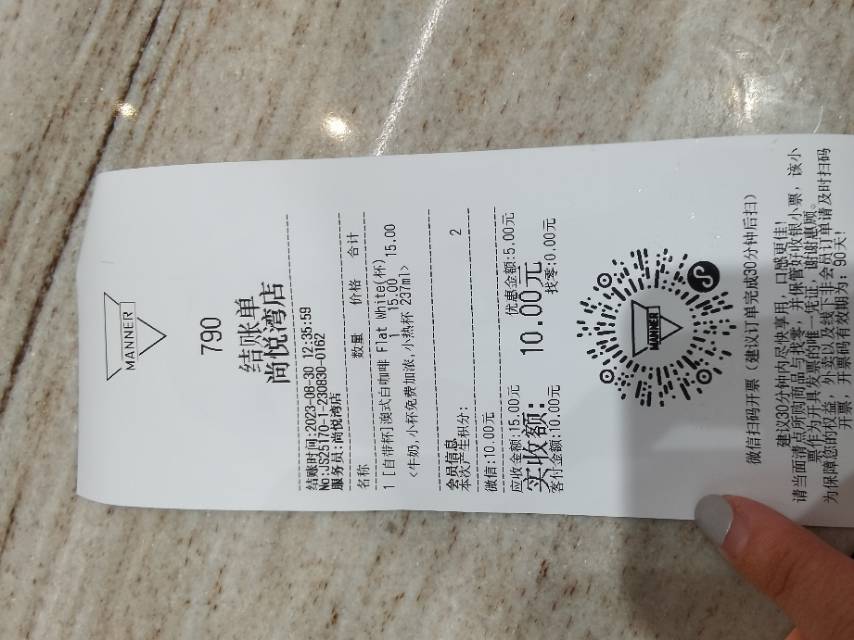 MANNER
790
结账单
尚悦湾店
结账时间:2023-08-30 12:35:59
No:JS25170-1-230830-0162
服务员:尚悦湾店
名称 数量 价格 合计
1 [自带杯]澳式白咖啡 Flat White(杯)
15.00 15.00
<牛奶,小杯免费加浓,小热杯 237ml>
会员信息
本次产生积分: 2
微信:10.00元
应收金额:15.00元 优惠金额:5.00元
实收额: 10.00元
客付金额:10.00元 找零:0.00元
MANNER
微信扫码开票（建议订单完成30分钟后扫）
建议30分钟内尽快享用，口感更佳!
请当面清点所购商品与找零，并保管好收银小票，该小
票作为开具发票的唯一凭证，谢谢惠顾。
为保障您的权益，外卖以及线下非会员订单请及时扫码
开票，开票码有效期为：90天!